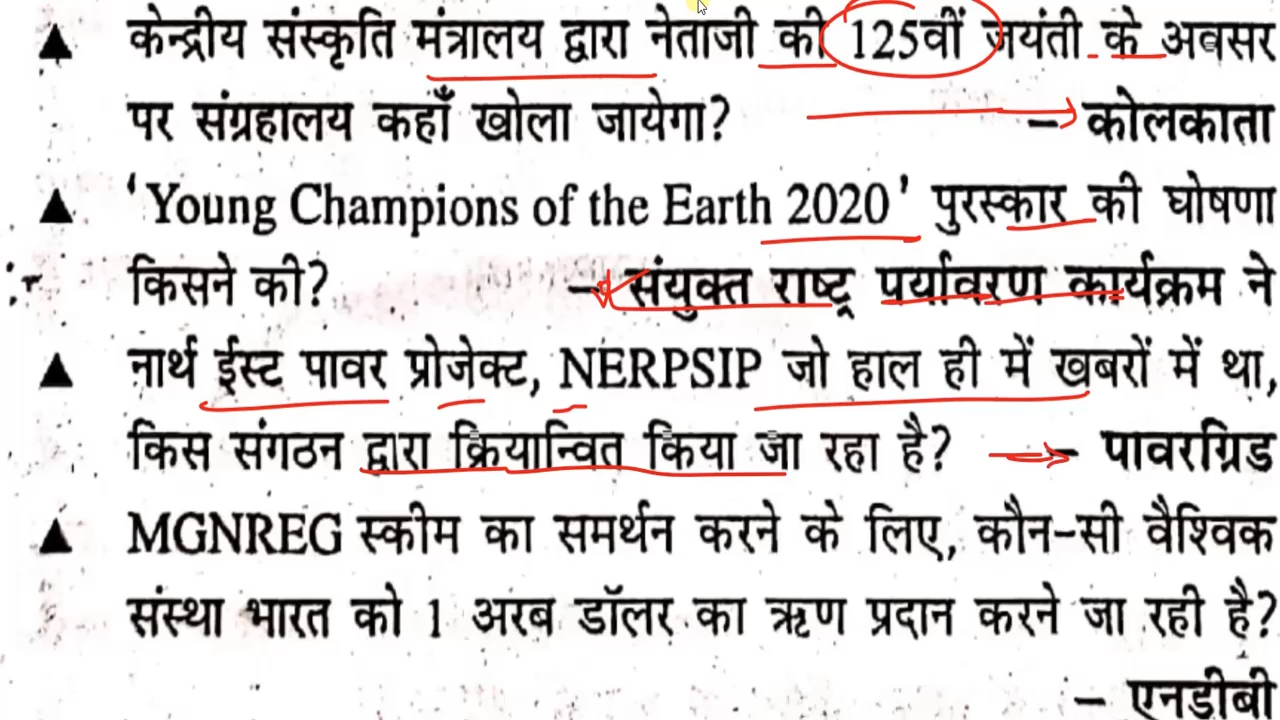 ▲ केन्द्रीय संस्कृति मंत्रालय द्वारा नेताजी की 125वीं जयंती के अवसर
पर संग्रहालय कहाँ खोला जायेगा? – कोलकाता
▲ 'Young Champions of the Earth 2020' पुरस्कार की घोषणा
किसने की? – संयुक्त राष्ट्र पर्यावरण कार्यक्रम ने
▲ नार्थ ईस्ट पावर प्रोजेक्ट, NERPSIP जो हाल ही में खबरों में था,
किस संगठन द्वारा क्रियान्वित किया जा रहा है? – पावरग्रिड
▲ MGNREG स्कीम का समर्थन करने के लिए, कौन-सी वैश्विक
संस्था भारत को 1 अरब डॉलर का ऋण प्रदान करने जा रही है?
– एनडीबी